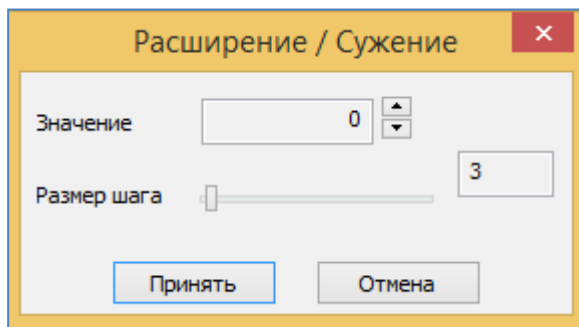 Расширение / Сужение
Значение
0
3
Размер шага
Принять Отмена